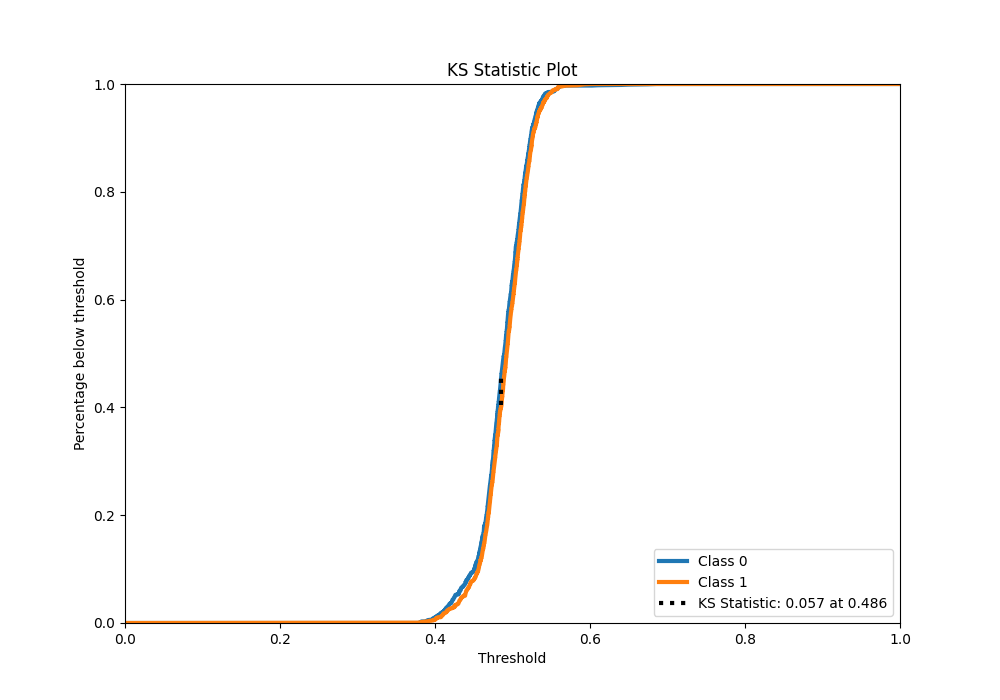 KS Statistic Plot
1.0
0.8
0.6
0.4
0.2
0.0
Percentage below threshold
0.0 0.2 0.4 0.6 0.8 1.0
Threshold
Class 0
Class 1
KS Statistic: 0.057 at 0.486